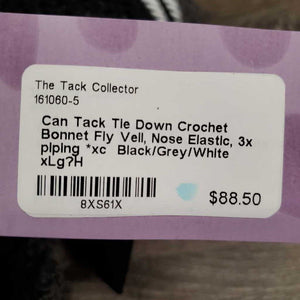 The Tack Collector
161060-5
Can Tack Tie Down Crochet
Bonnet Fly Veil, Nose Elastic, 3x
piping *xc Black/Grey/White
xLg?H
8XS61X
$88.50